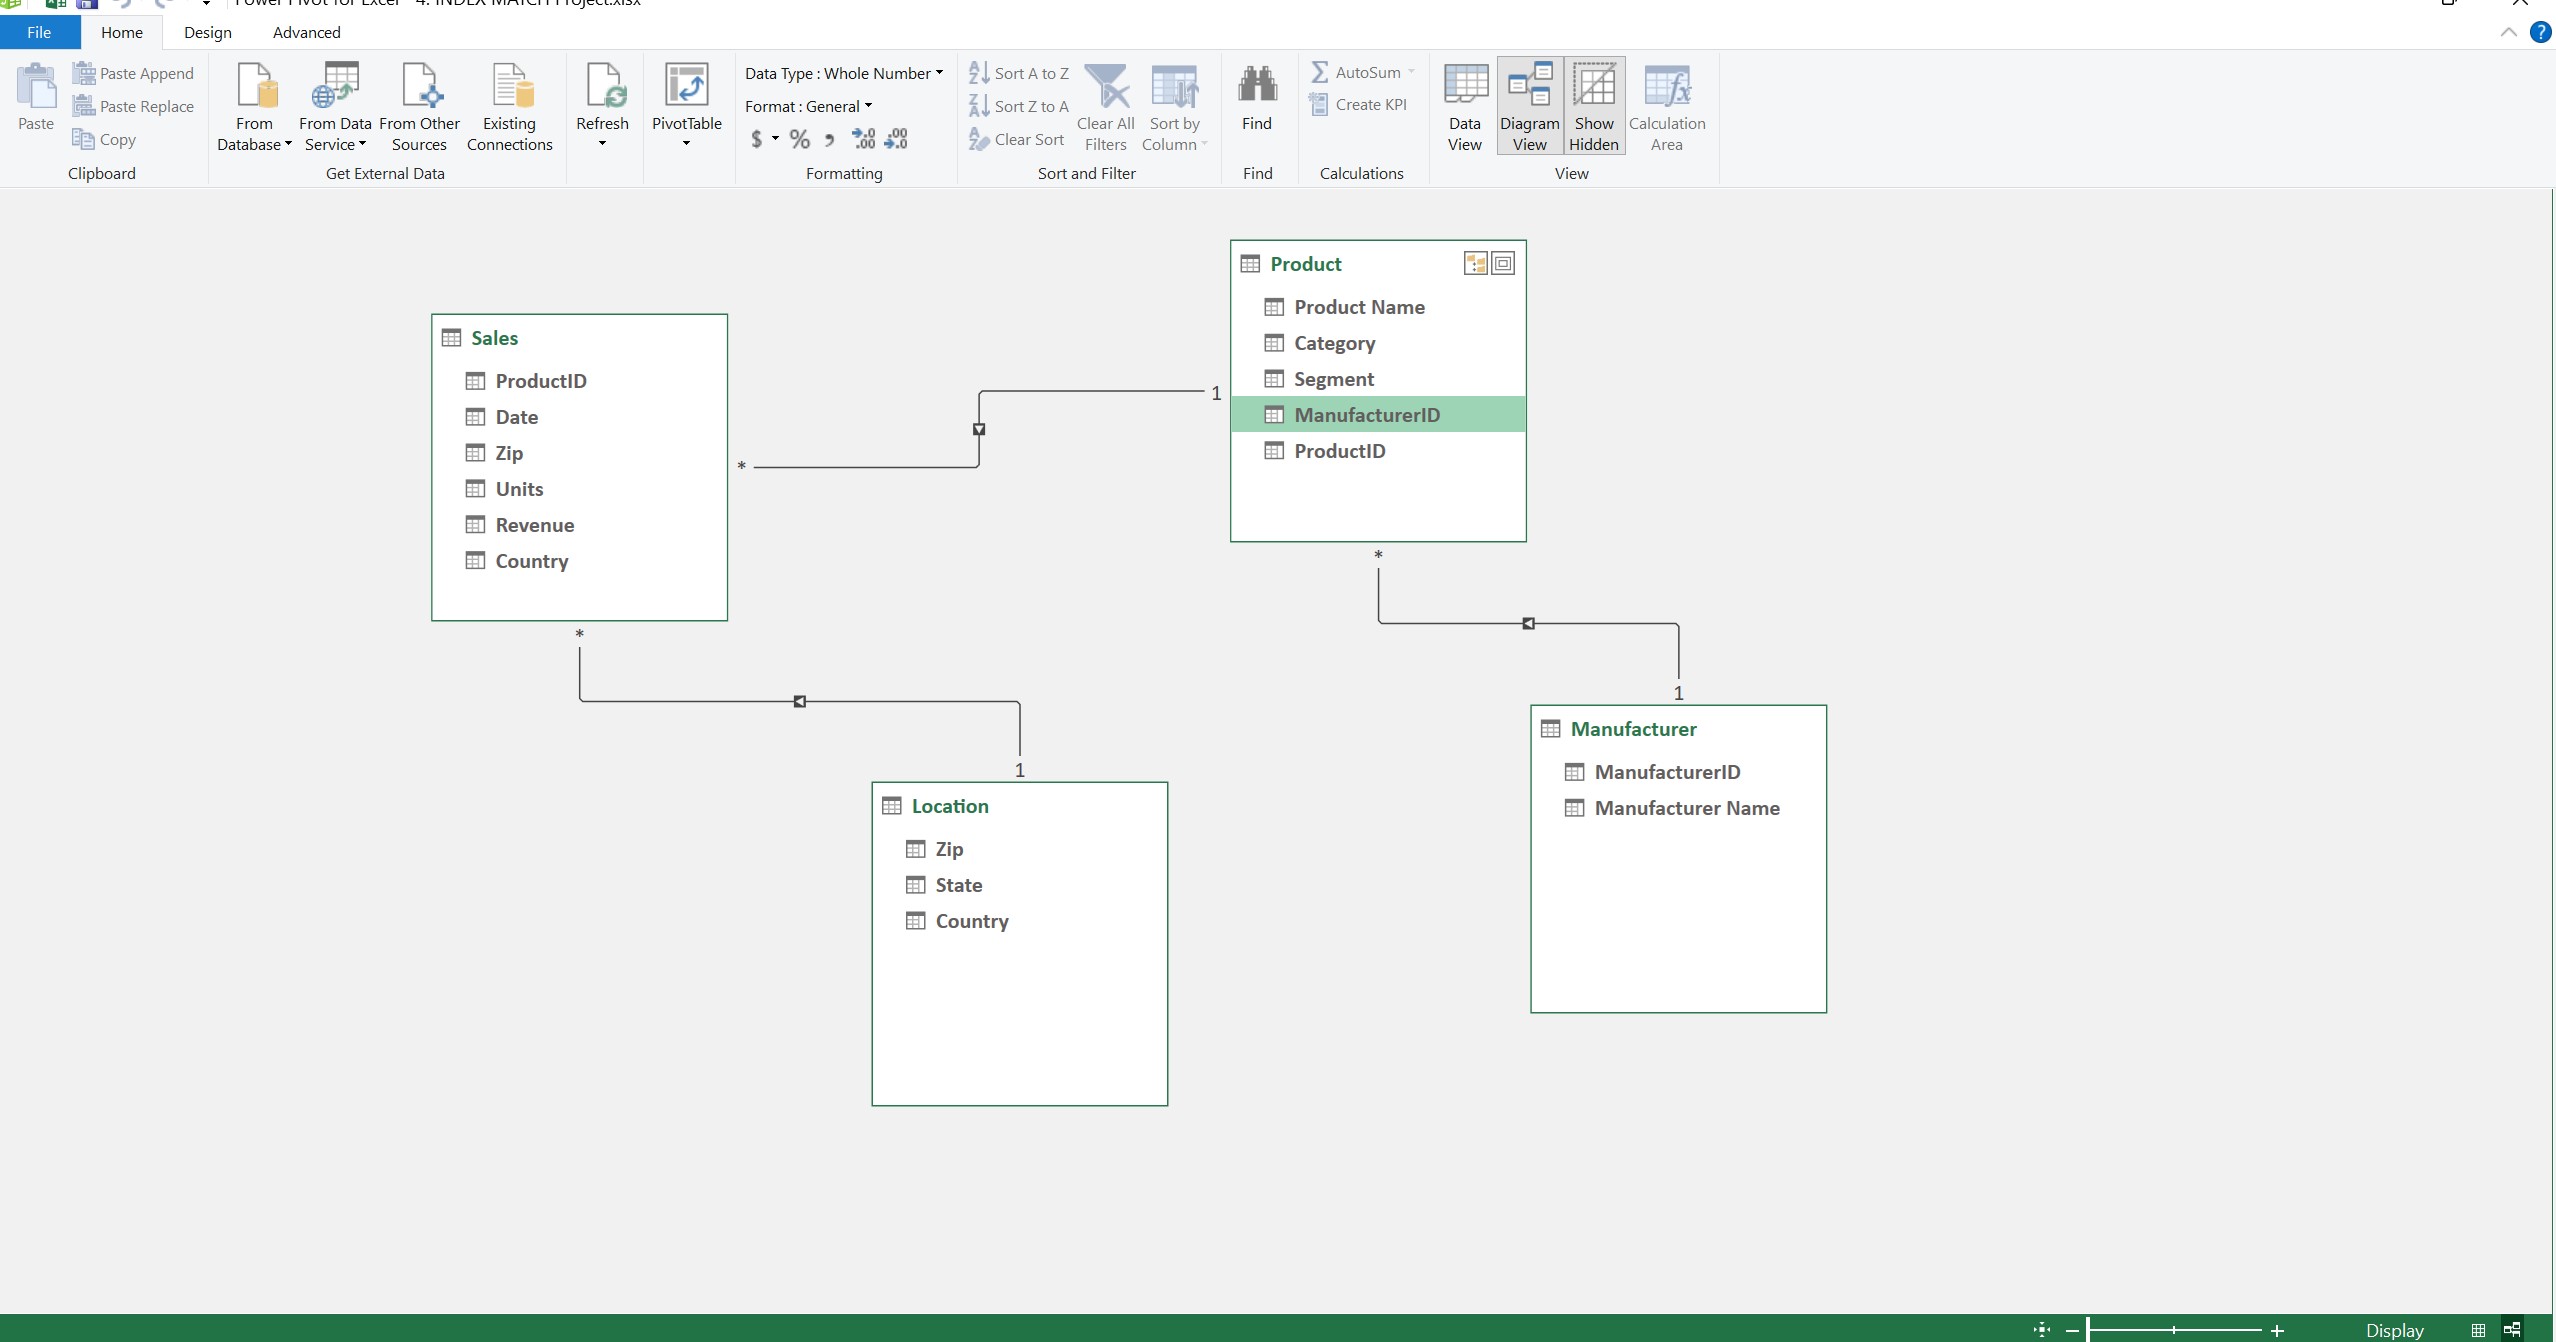 Power Pivot for Excel - 4. INDEX MATCH Project.xlsx
File Home Design Advanced ?
Paste
Paste Append
Paste Replace
Copy
Clipboard
From Database
From Data Service
From Other Sources
Existing Connections
Get External Data
Refresh
PivotTable
Data Type : Whole Number
Format : General
$ % , .0 .00 .00 .0
Formatting
Sort A to Z
Sort Z to A
Clear Sort
Clear All Filters
Sort by Column
Sort and Filter
Find
Find
AutoSum
Create KPI
Calculations
Data View
Diagram View
Show Hidden
Calculation Area
View
Sales
ProductID
Date
Zip
Units
Revenue
Country
*
1
Product
Product Name
Category
Segment
ManufacturerID
ProductID
*
1
Location
Zip
State
Country
*
1
Manufacturer
ManufacturerID
Manufacturer Name
Display